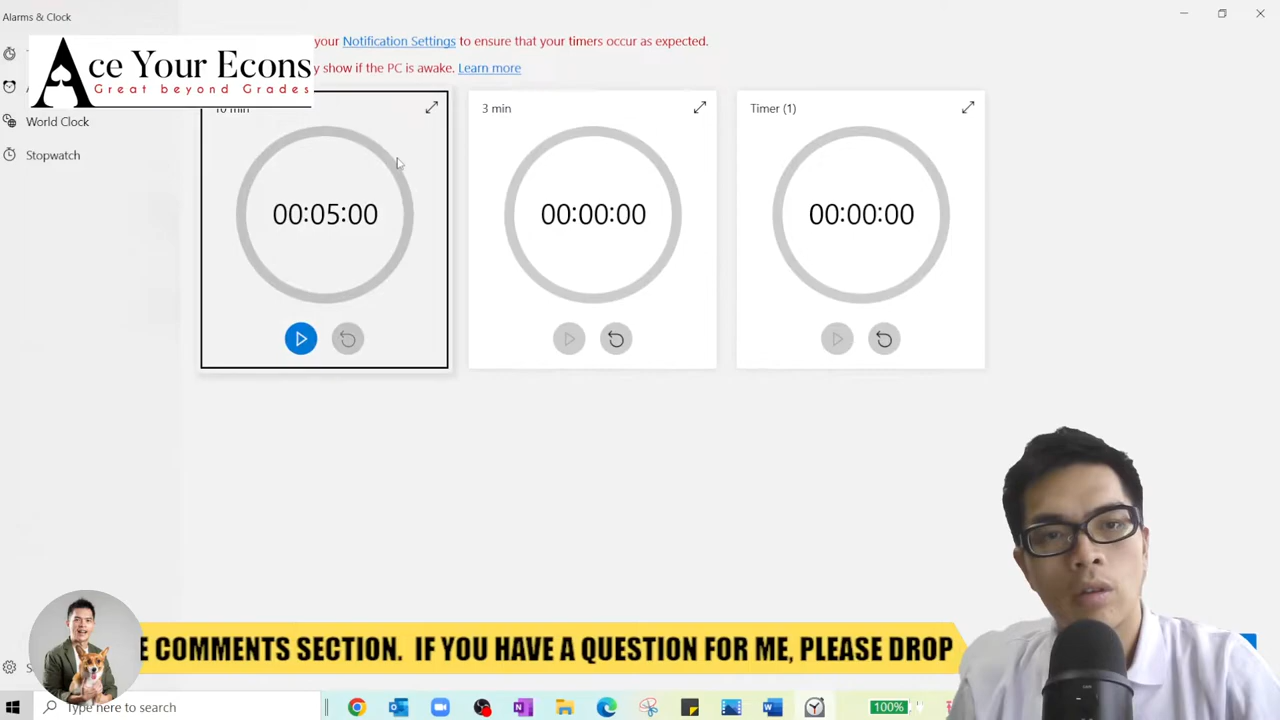 Alarms & Clock
your Notification Settings to ensure that your timers occur as expected.
show if the PC is awake. Learn more
Ace Your Econs
Great beyond Grades
World Clock
Stopwatch
10 min
3 min
Timer (1)
00:05:00
00:00:00
00:00:00
COMMENTS SECTION. IF YOU HAVE A QUESTION FOR ME, PLEASE DROP
Type here to search
100%